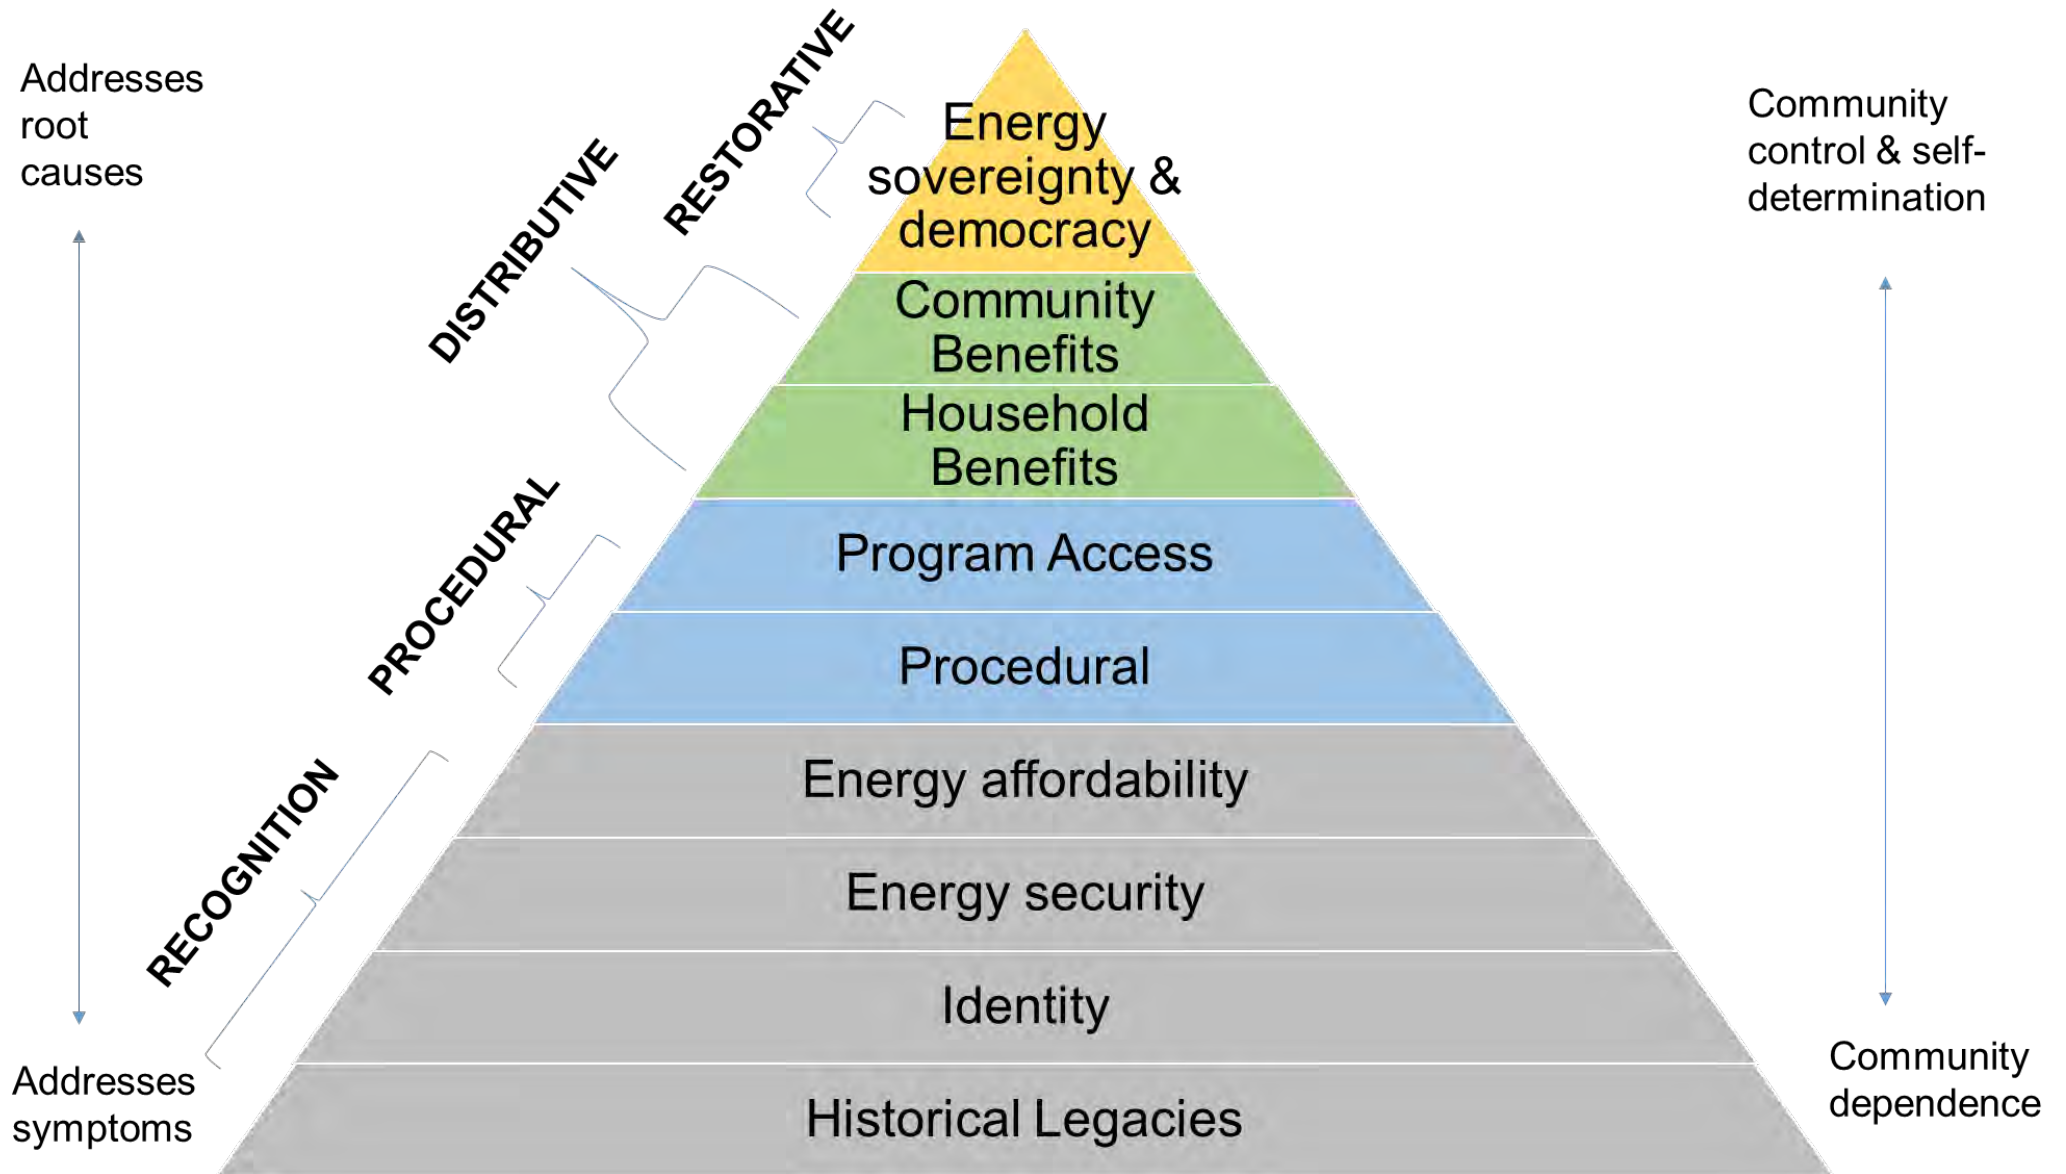 Addresses
root
causes
Addresses
symptoms
RESTORATIVE
DISTRIBUTIVE
PROCEDURAL
RECOGNITION
Energy
sovereignty &
democracy
Community
Benefits
Household
Benefits
Program Access
Procedural
Energy affordability
Energy security
Identity
Historical Legacies
Community
control & self-
determination
Community
dependence